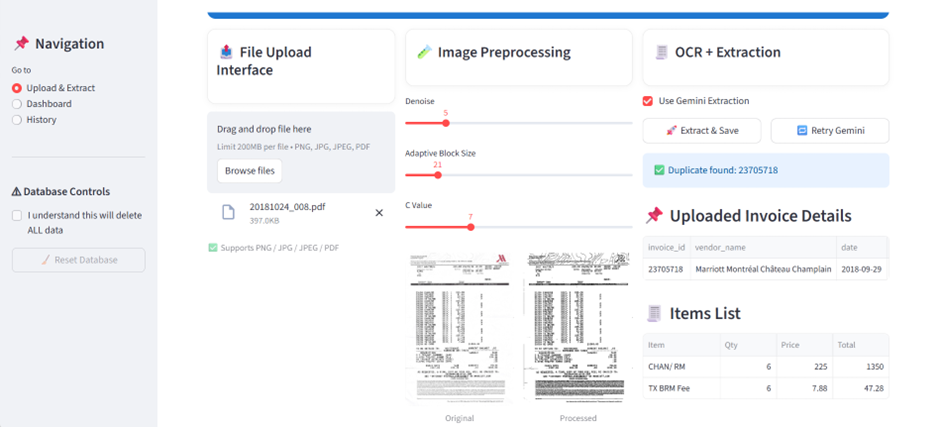 Navigation
Go to
Upload & Extract
Dashboard
History
Database Controls
I understand this will delete
ALL data
Reset Database
File Upload
Interface
Drag and drop file here
Limit 200MB per file • PNG, JPG, JPEG, PDF
Browse files
20181024_008.pdf
397.0KB
Supports PNG / JPG / JPEG / PDF
Image Preprocessing
Denoise
5
Adaptive Block Size
21
C Value
7
Original
Processed
OCR + Extraction
Use Gemini Extraction
Extract & Save
Retry Gemini
Duplicate found: 23705718
Uploaded Invoice Details
invoice_id vendor_name date
23705718 Marriott Montréal Château Champlain 2018-09-29
Items List
Item Qty Price Total
CHAN/ RM 6 225 1350
TX BRM Fee 6 7.88 47.28